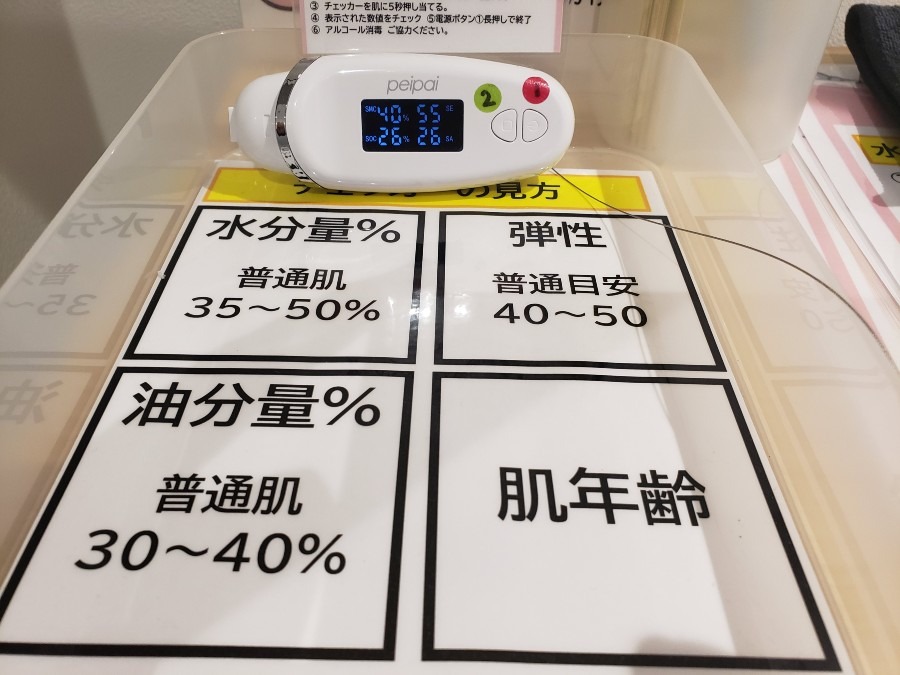 ③ チェッカーを肌に5秒押し当てる。
④ 表示された数値をチェック ⑤電源ボタン①長押しで終了
⑥ アルコール消毒 ご協力ください。
peipai
2
1
SMC 40% 55 SE
SOC 26% 26 SA
の見方
水分量%
普通肌
35～50%
弾性
普通目安
40～50
油分量%
普通肌
30～40%
肌年齢
水